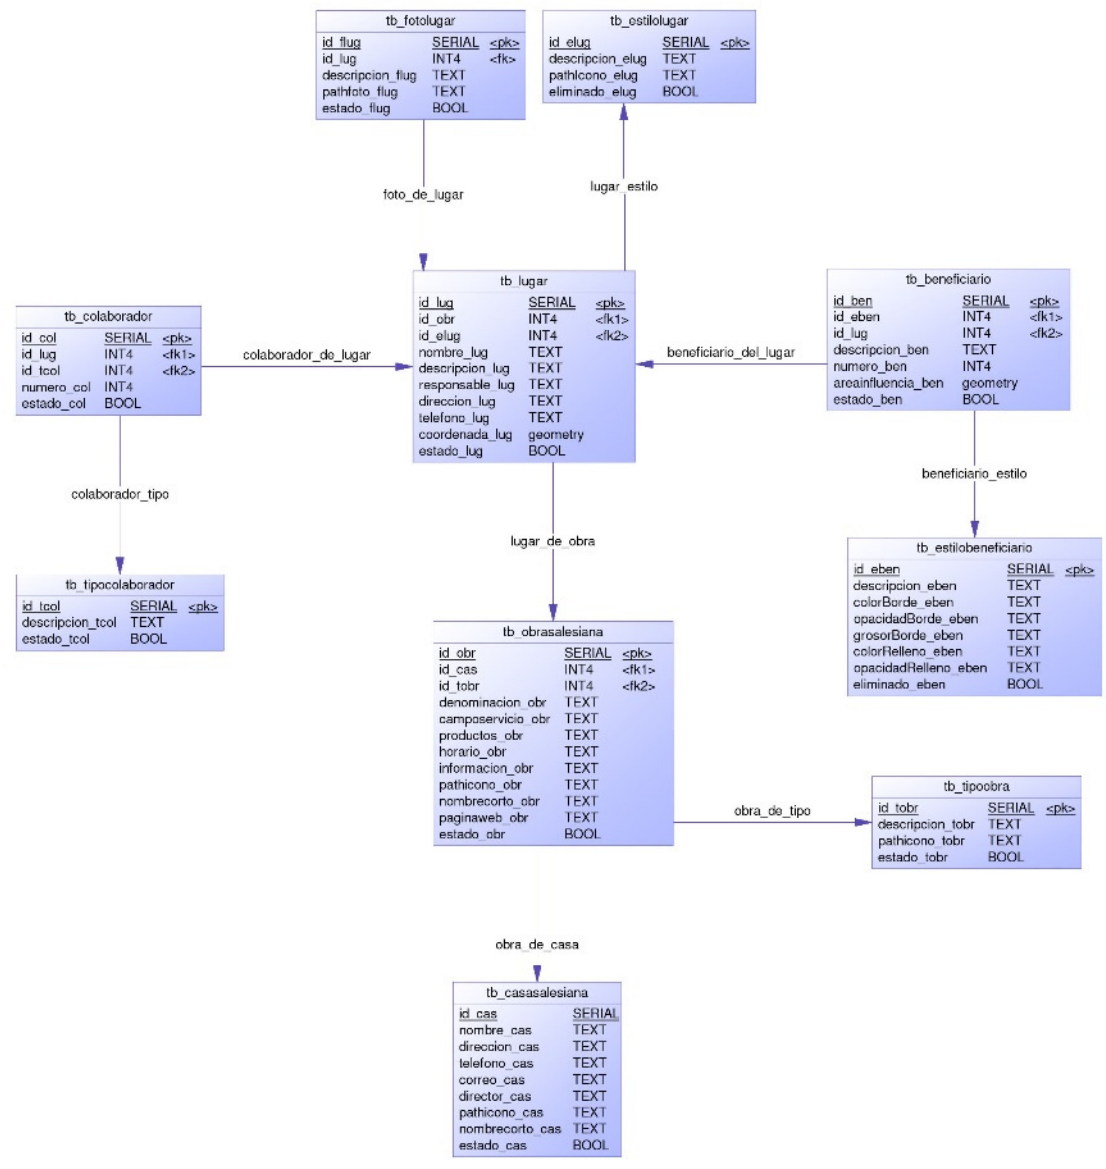 tb_fotolugar
id_flug SERIAL <pk>
id_lug INT4 <fk>
descripcion_flug TEXT
pathfoto_flug TEXT
estado_flug BOOL
tb_estilolugar
id_elug SERIAL <pk>
descripcion_elug TEXT
pathIcono_elug TEXT
eliminado_elug BOOL
foto_de_lugar
lugar_estilo
tb_lugar
id_lug SERIAL <pk>
id_obr INT4 <fk1>
id_elug INT4 <fk2>
nombre_lug TEXT
descripcion_lug TEXT
responsable_lug TEXT
direccion_lug TEXT
telefono_lug TEXT
coordenada_lug geometry
estado_lug BOOL
tb_beneficiario
id_ben SERIAL <pk>
id_eben INT4 <fk1>
id_lug INT4 <fk2>
descripcion_ben TEXT
numero_ben INT4
areainfluencia_ben geometry
estado_ben BOOL
tb_colaborador
id_col SERIAL <pk>
id_lug INT4 <fk1>
id_tcol INT4 <fk2>
numero_col INT4
estado_col BOOL
colaborador_de_lugar
beneficiario_del_lugar
colaborador_tipo
beneficiario_estilo
lugar_de_obra
tb_tipocolaborador
id_tcol SERIAL <pk>
descripcion_tcol TEXT
estado_tcol BOOL
tb_estilobeneficiario
id_eben SERIAL <pk>
descripcion_eben TEXT
colorBorde_eben TEXT
opacidadBorde_eben TEXT
grosorBorde_eben TEXT
colorRelleno_eben TEXT
opacidadRelleno_eben TEXT
eliminado_eben BOOL
tb_obrasalesiana
id_obr SERIAL <pk>
id_cas INT4 <fk1>
id_tobr INT4 <fk2>
denominacion_obr TEXT
camposervicio_obr TEXT
productos_obr TEXT
horario_obr TEXT
informacion_obr TEXT
pathicono_obr TEXT
nombrecorto_obr TEXT
paginaweb_obr TEXT
estado_obr BOOL
obra_de_tipo
tb_tipoobra
id_tobr SERIAL <pk>
descripcion_tobr TEXT
pathicono_tobr TEXT
estado_tobr BOOL
obra_de_casa
tb_casasalesiana
id_cas SERIAL
nombre_cas TEXT
direccion_cas TEXT
telefono_cas TEXT
correo_cas TEXT
director_cas TEXT
pathicono_cas TEXT
nombrecorto_cas TEXT
estado_cas BOOL